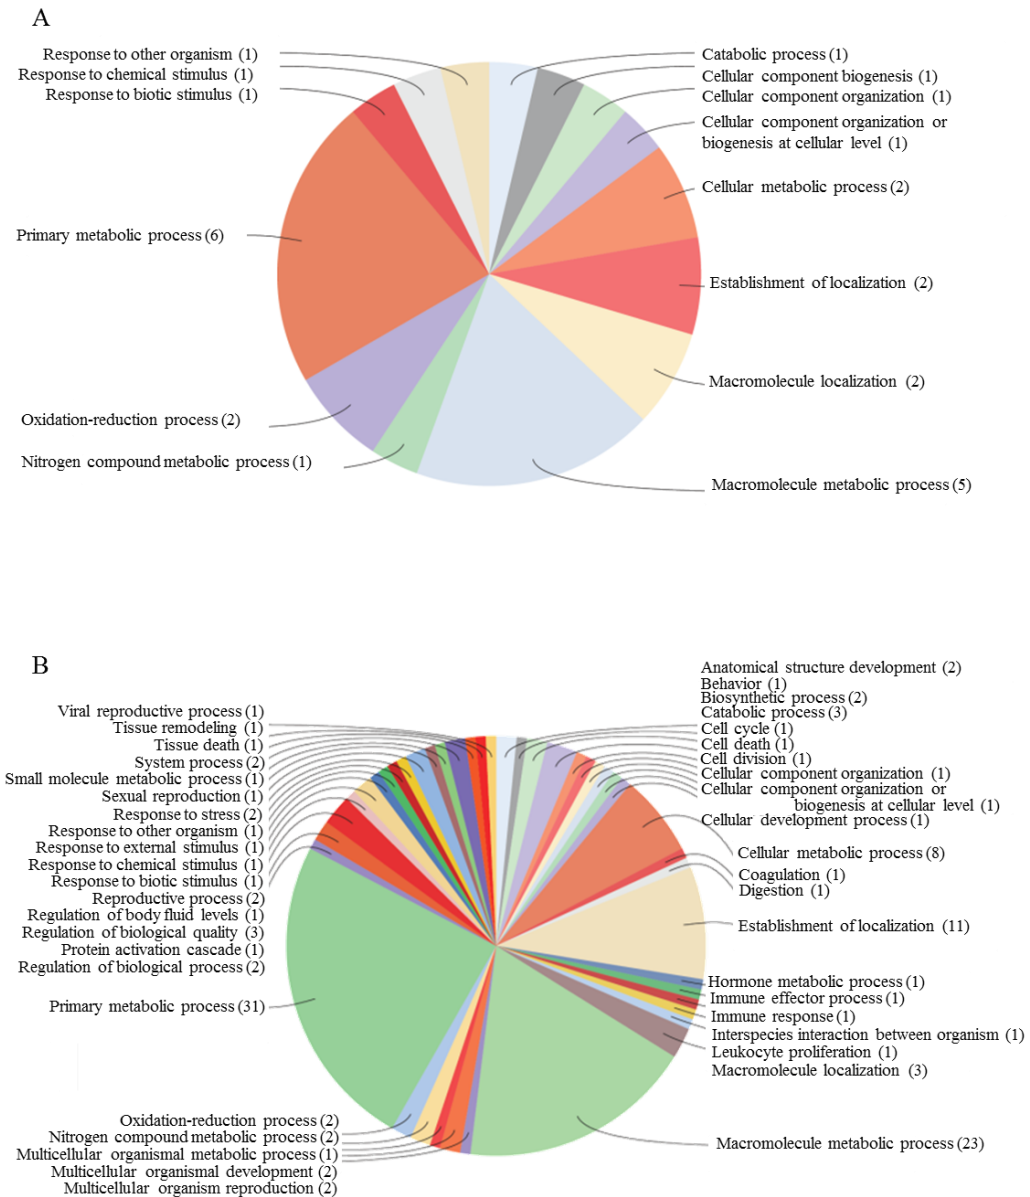 A
Response to other organism (1)
Response to chemical stimulus (1)
Response to biotic stimulus (1)
Primary metabolic process (6)
Oxidation-reduction process (2)
Nitrogen compound metabolic process (1)
Catabolic process (1)
Cellular component biogenesis (1)
Cellular component organization (1)
Cellular component organization or
biogenesis at cellular level (1)
Cellular metabolic process (2)
Establishment of localization (2)
Macromolecule localization (2)
Macromolecule metabolic process (5)
B
Viral reproductive process (1)
Tissue remodeling (1)
Tissue death (1)
System process (2)
Small molecule metabolic process (1)
Sexual reproduction (1)
Response to stress (2)
Response to other organism (1)
Response to external stimulus (1)
Response to chemical stimulus (1)
Response to biotic stimulus (1)
Reproductive process (2)
Regulation of body fluid levels (1)
Regulation of biological quality (3)
Protein activation cascade (1)
Regulation of biological process (2)
Primary metabolic process (31)
Oxidation-reduction process (2)
Nitrogen compound metabolic process (2)
Multicellular organismal metabolic process (1)
Multicellular organismal development (2)
Multicellular organism reproduction (2)
Anatomical structure development (2)
Behavior (1)
Biosynthetic process (2)
Catabolic process (3)
Cell cycle (1)
Cell death (1)
Cell division (1)
Cellular component organization (1)
Cellular component organization or
biogenesis at cellular level (1)
Cellular development process (1)
Cellular metabolic process (8)
Coagulation (1)
Digestion (1)
Establishment of localization (11)
Hormone metabolic process (1)
Immune effector process (1)
Immune response (1)
Interspecies interaction between organism (1)
Leukocyte proliferation (1)
Macromolecule localization (3)
Macromolecule metabolic process (23)